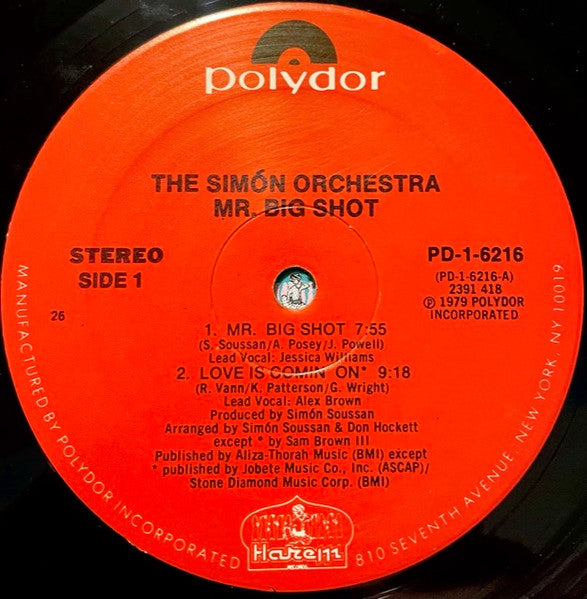 polydor
THE SIMÓN ORCHESTRA
MR. BIG SHOT
STEREO
SIDE 1
PD-1-6216
(PD-1-6216-A)
2391 418
℗ 1979 POLYDOR
INCORPORATED
26
1. MR. BIG SHOT 7:55
(S. Soussan/A. Posey/J. Powell)
Lead Vocal: Jessica Williams
2. LOVE IS COMIN' ON* 9:18
(R. Vann/K. Patterson/G. Wright)
Lead Vocal: Alex Brown
Produced by Simón Soussan
Arranged by Simón Soussan & Don Hockett
except * by Sam Brown III
Published by Aliza-Thorah Music (BMI) except
* published by Jobete Music Co., Inc. (ASCAP)/
Stone Diamond Music Corp. (BMI)
Harem
RECORDS
MANUFACTURED BY POLYDOR INCORPORATED · 810 SEVENTH AVENUE, NEW YORK, NY 10019